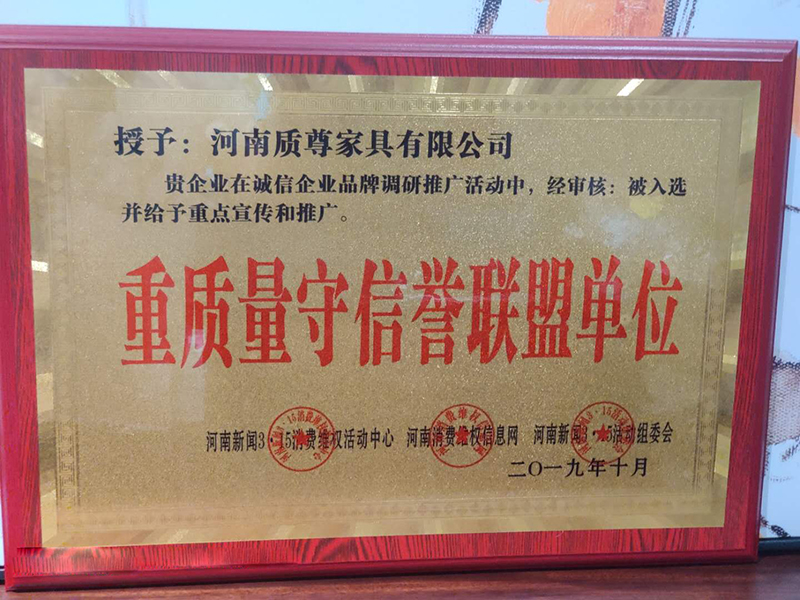 授予：河南质尊家具有限公司
贵企业在诚信企业品牌调研推广活动中，经审核：被入选
并给予重点宣传和推广。
重质量守信誉联盟单位
河南新闻3·15消费维权活动中心 河南消费维权信息网 河南新闻3·15活动组委会
二〇一九年十月